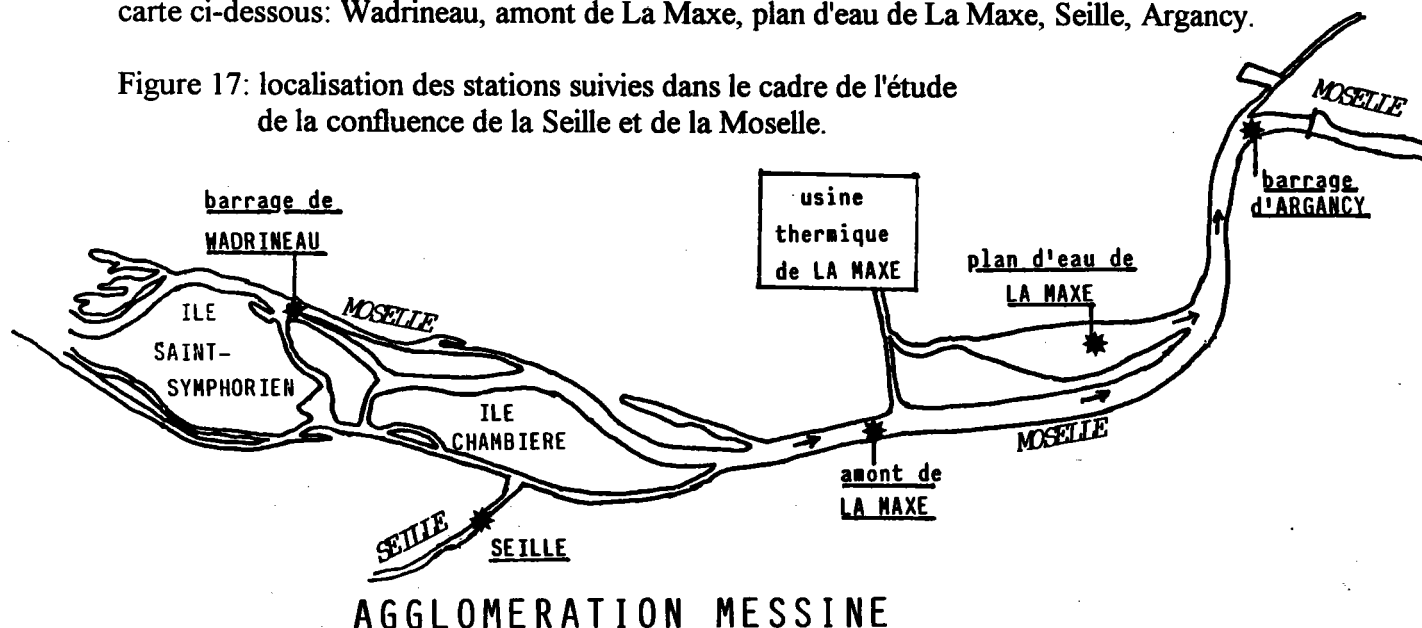 carte ci-dessous: Wadrineau, amont de La Maxe, plan d'eau de La Maxe, Seille, Argancy.
Figure 17: localisation des stations suivies dans le cadre de l'étude
de la confluence de la Seille et de la Moselle.
MOSELLE
barrage
d'ARGANCY
barrage de
WADRINEAU
usine
thermique
de LA MAXE
plan d'eau de
LA MAXE
MOSELLE
ILE
SAINT-
SYMPHORIEN
ILE
CHAMBIERE
MOSELLE
amont de
LA MAXE
SEILLE
SEILLE
AGGLOMERATION MESSINE